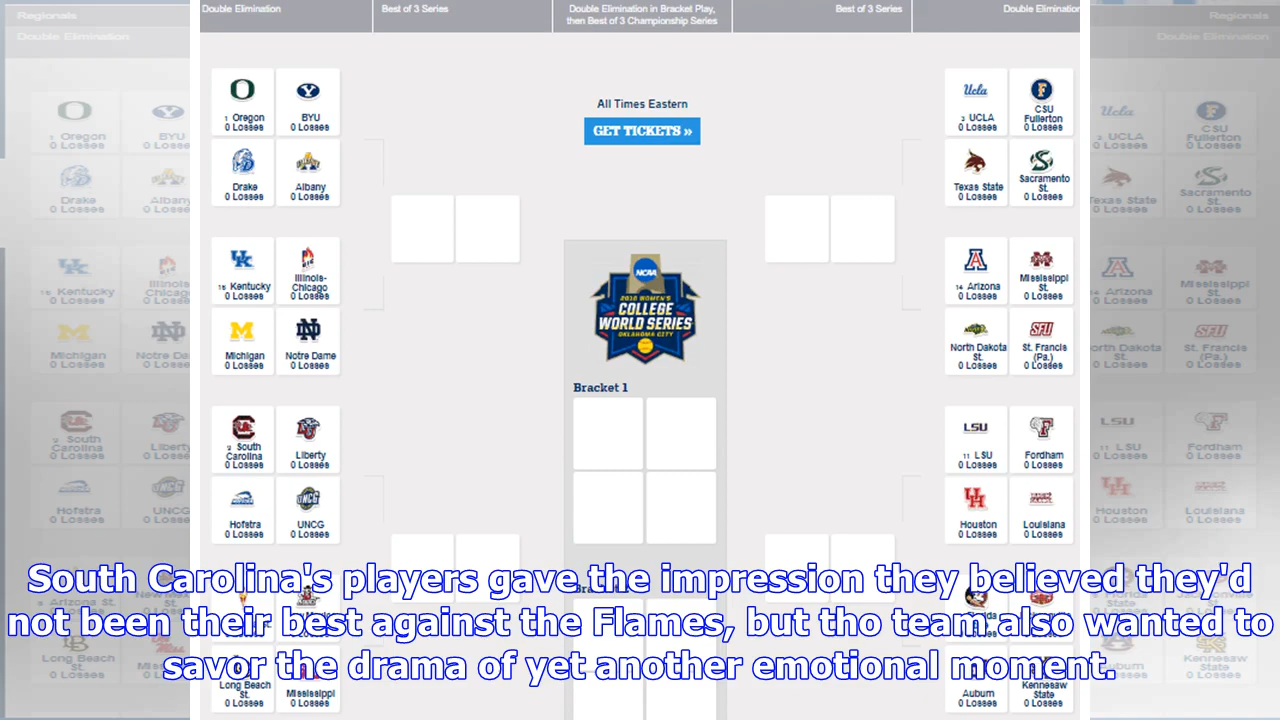 Regionals
Double Elimination
Double Elimination
Best of 3 Series
Double Elimination in Bracket Play,
then Best of 3 Championship Series
Best of 3 Series
Double Elimination
Regionals
Double Elimination
All Times Eastern
GET TICKETS »
1 Oregon
0 Losses
BYU
0 Losses
Drake
0 Losses
Albany
0 Losses
16 Kentucky
0 Losses
Illinois-
Chicago
0 Losses
Michigan
0 Losses
Notre Dame
0 Losses
South
Carolina
0 Losses
Liberty
0 Losses
Hofstra
0 Losses
UNCG
0 Losses
Long Beach
St.
0 Losses
Mississippi
0 Losses
NCAA
2018 WOMEN'S
COLLEGE
WORLD SERIES
OKLAHOMA CITY
Bracket 1
UCLA
0 Losses
CSU
Fullerton
0 Losses
Texas State
0 Losses
Sacramento
St.
0 Losses
14 Arizona
0 Losses
Mississippi
St.
0 Losses
North Dakota
St.
0 Losses
St. Francis
(Pa.)
0 Losses
11 LSU
0 Losses
Fordham
0 Losses
Houston
0 Losses
Louisiana
0 Losses
Auburn
0 Losses
Kennesaw
State
0 Losses
South Carolina's players gave the impression they believed they'd
not been their best against the Flames, but tho team also wanted to
savor the drama of yet another emotional moment.